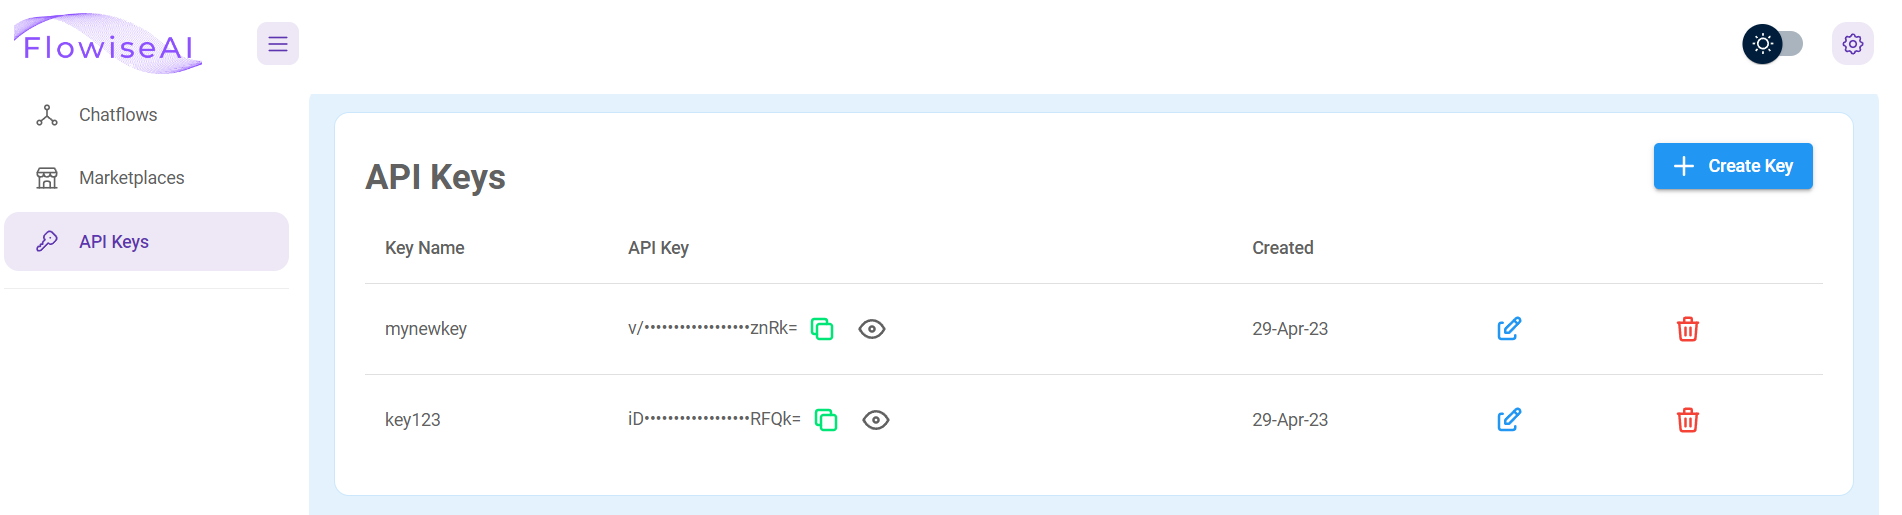 FlowiseAI
Chatflows
Marketplaces
API Keys
API Keys
Create Key
Key Name API Key Created
mynewkey v/••••••••••••••••••znRk= 29-Apr-23
key123 iD••••••••••••••••••RFQk= 29-Apr-23